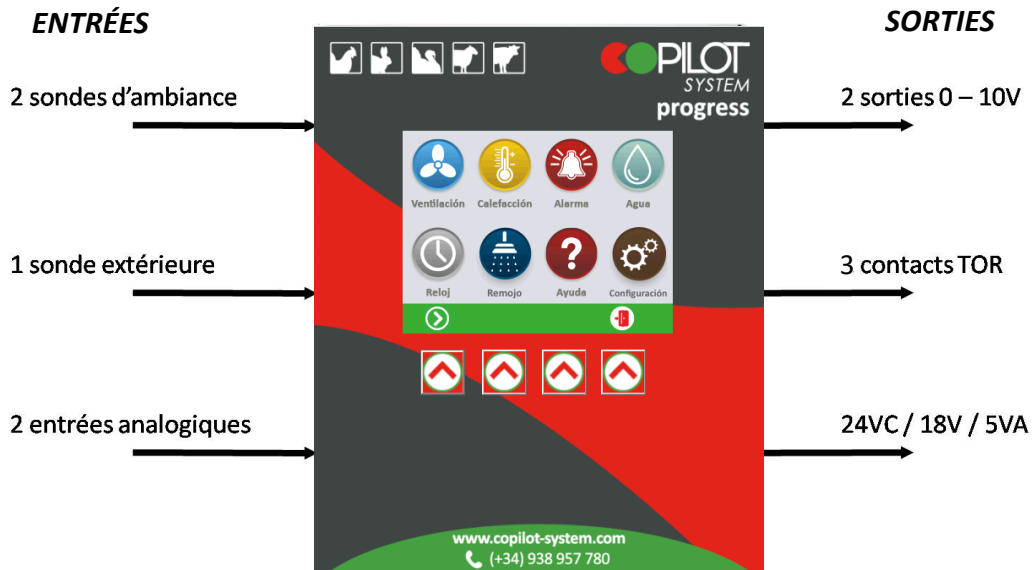 ENTRÉES
SORTIES
COPILOT
SYSTEM
progress
2 sondes d'ambiance
2 sorties 0 – 10V
Ventilación Calefacción Alarma Agua
1 sonde extérieure
3 contacts TOR
Reloj Remojo Ayuda Configuración
2 entrées analogiques
24VC / 18V / 5VA
www.copilot-system.com
(+34) 938 957 780